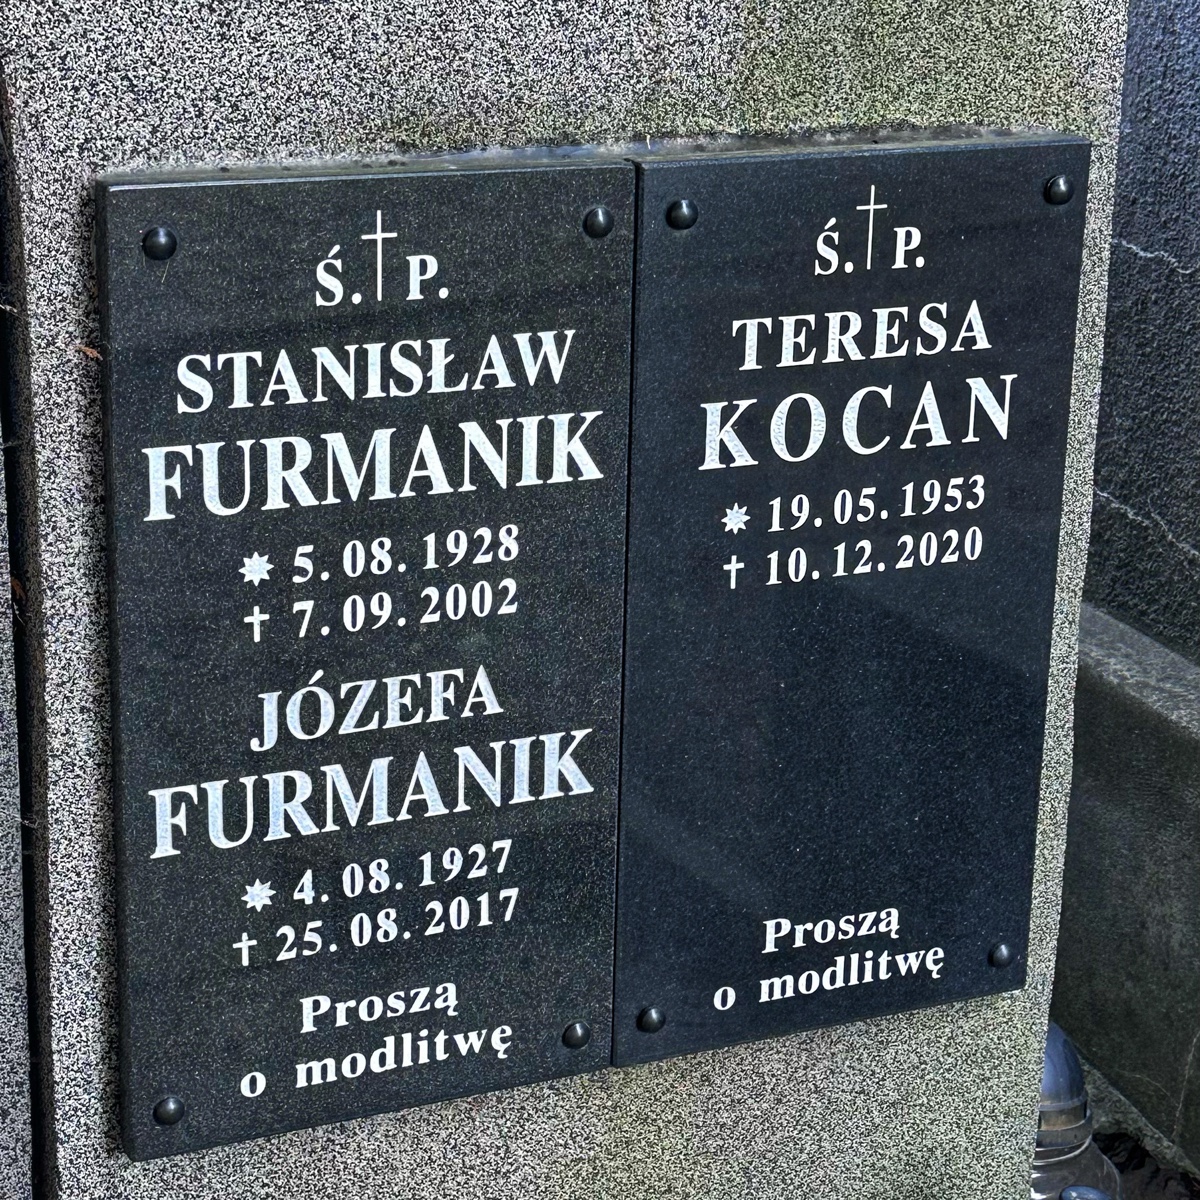 Ś.†P.
STANISŁAW
FURMANIK
* 5.08.1928
† 7.09.2002
JÓZEFA
FURMANIK
* 4.08.1927
† 25.08.2017
Proszą
o modlitwę
Ś.†P.
TERESA
KOCAN
* 19.05.1953
† 10.12.2020
Proszą
o modlitwę